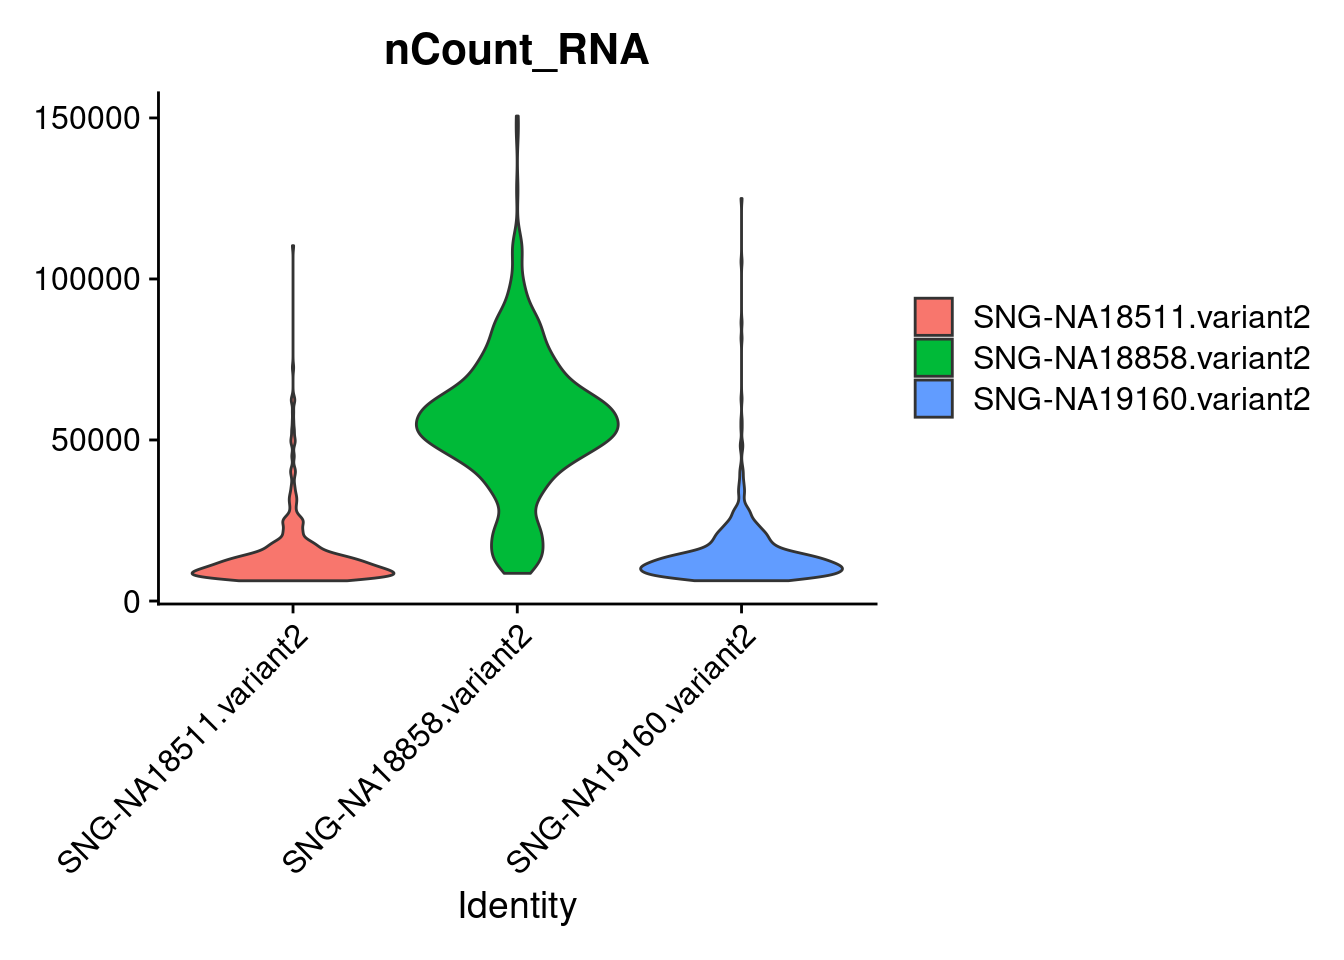 nCount_RNA
150000
100000
50000
0
SNG-NA18511.variant2
SNG-NA18858.variant2
SNG-NA19160.variant2
Identity
SNG-NA18511.variant2
SNG-NA18858.variant2
SNG-NA19160.variant2